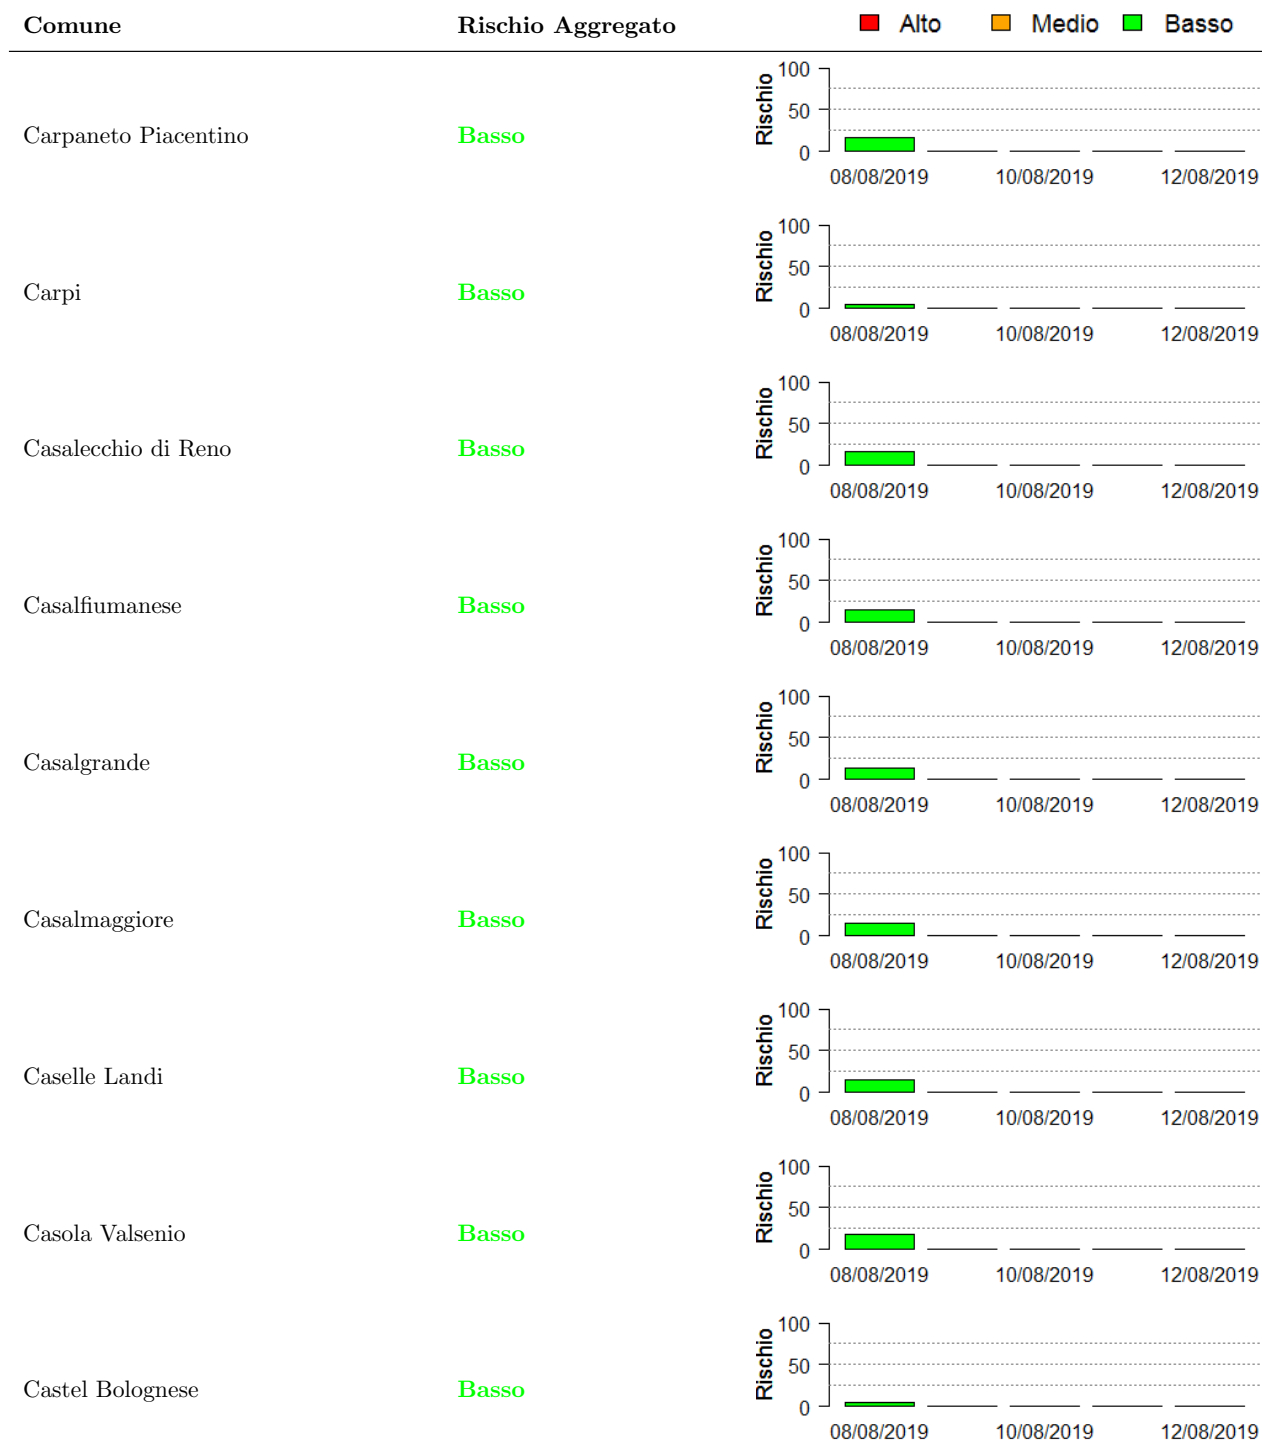 Comune Rischio Aggregato Alto Medio Basso
100
50
0
Rischio
Carpaneto Piacentino Basso
08/08/2019 10/08/2019 12/08/2019
100
50
0
Rischio
Carpi Basso
08/08/2019 10/08/2019 12/08/2019
100
50
0
Rischio
Casalecchio di Reno Basso
08/08/2019 10/08/2019 12/08/2019
100
50
0
Rischio
Casalfiumanese Basso
08/08/2019 10/08/2019 12/08/2019
100
50
0
Rischio
Casalgrande Basso
08/08/2019 10/08/2019 12/08/2019
100
50
0
Rischio
Casalmaggiore Basso
08/08/2019 10/08/2019 12/08/2019
100
50
0
Rischio
Caselle Landi Basso
08/08/2019 10/08/2019 12/08/2019
100
50
0
Rischio
Casola Valsenio Basso
08/08/2019 10/08/2019 12/08/2019
100
50
0
Rischio
Castel Bolognese Basso
08/08/2019 10/08/2019 12/08/2019